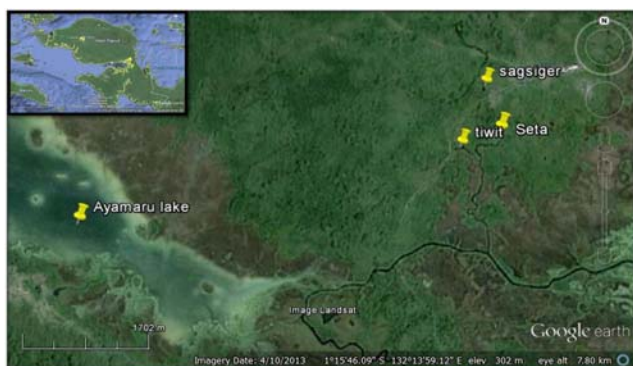 N
sagsiger
Seta
tiwit
Ayamaru lake
Image Landsat
1702 m
Google earth
Imagery Date: 4/10/2013 1°15'46.09" S 132°13'59.12" E elev 302 m eye alt 7.80 km